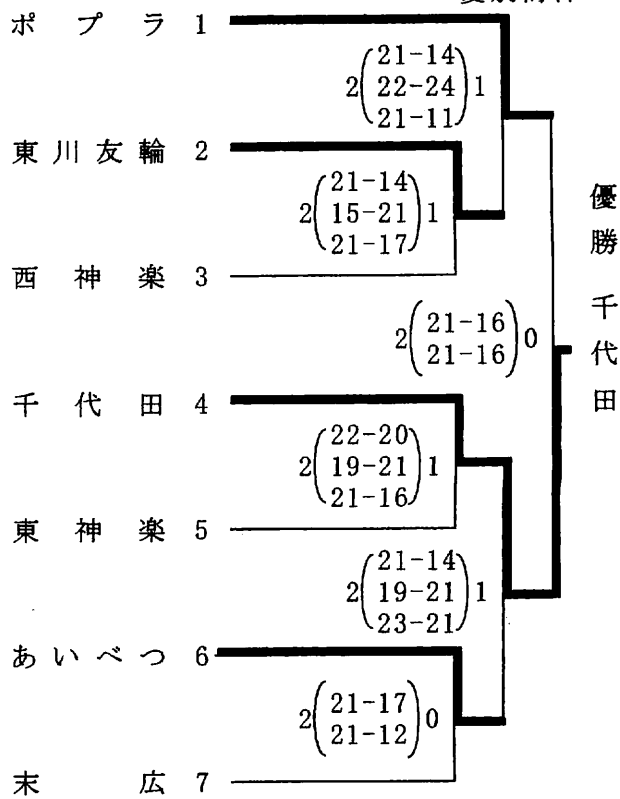 ポプラ 1
2(21-14 22-24 21-11)1
東川友輪 2
2(21-14 15-21 21-17)1
西神楽 3
2(21-16 21-16)0
優勝 千代田
千代田 4
2(22-20 19-21 21-16)1
東神楽 5
2(21-14 19-21 23-21)1
あいべつ 6
2(21-17 21-12)0
末広 7